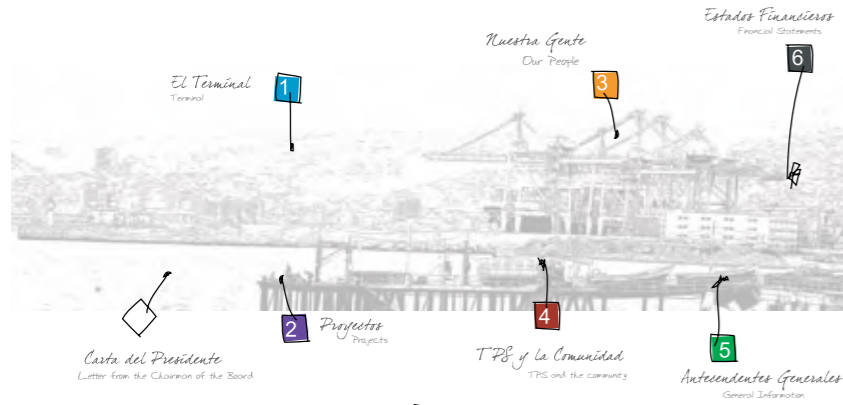 Estados Financieros
Financial Statements
6
Nuestra Gente
Our People
3
El Terminal
Terminal
1
Carta del Presidente
Letter from the Chairman of the Board
2
Proyectos
Projects
4
TPS y la Comunidad
TPS and the community
5
Antecendentes Generales
General Information